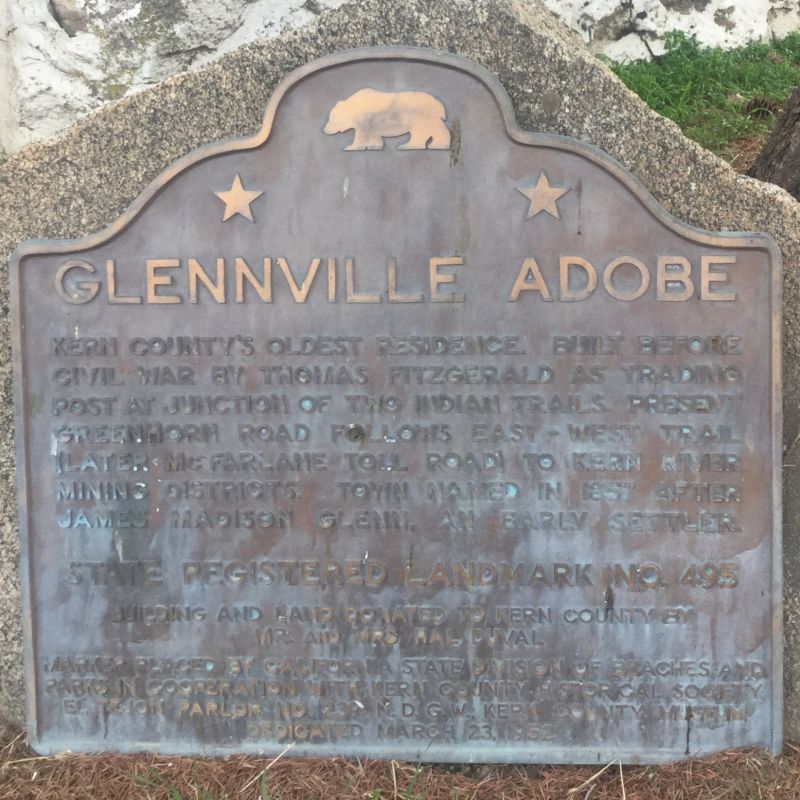 GLENNVILLE ADOBE
KERN COUNTY'S OLDEST RESIDENCE. BUILT BEFORE
CIVIL WAR BY THOMAS FITZGERALD AS TRADING
POST AT JUNCTION OF TWO INDIAN TRAILS. PRESENT
GREENHORN ROAD FOLLOWS EAST-WEST TRAIL
(LATER McFARLANE TOLL ROAD) TO KERN RIVER
MINING DISTRICTS. TOWN NAMED IN 1857 AFTER
JAMES MADISON GLENN, AN EARLY SETTLER.
STATE REGISTERED LANDMARK NO. 495
BUILDING AND LAND DONATED TO KERN COUNTY BY
MR. AND MRS. HAL DUVAL
MARKER PLACED BY CALIFORNIA STATE DIVISION OF BEACHES AND
PARKS IN COOPERATION WITH KERN COUNTY HISTORICAL SOCIETY,
PARLOR NO. N.D.G.W., KERN COUNTY MUSEUM
DEDICATED MARCH 23, 1952